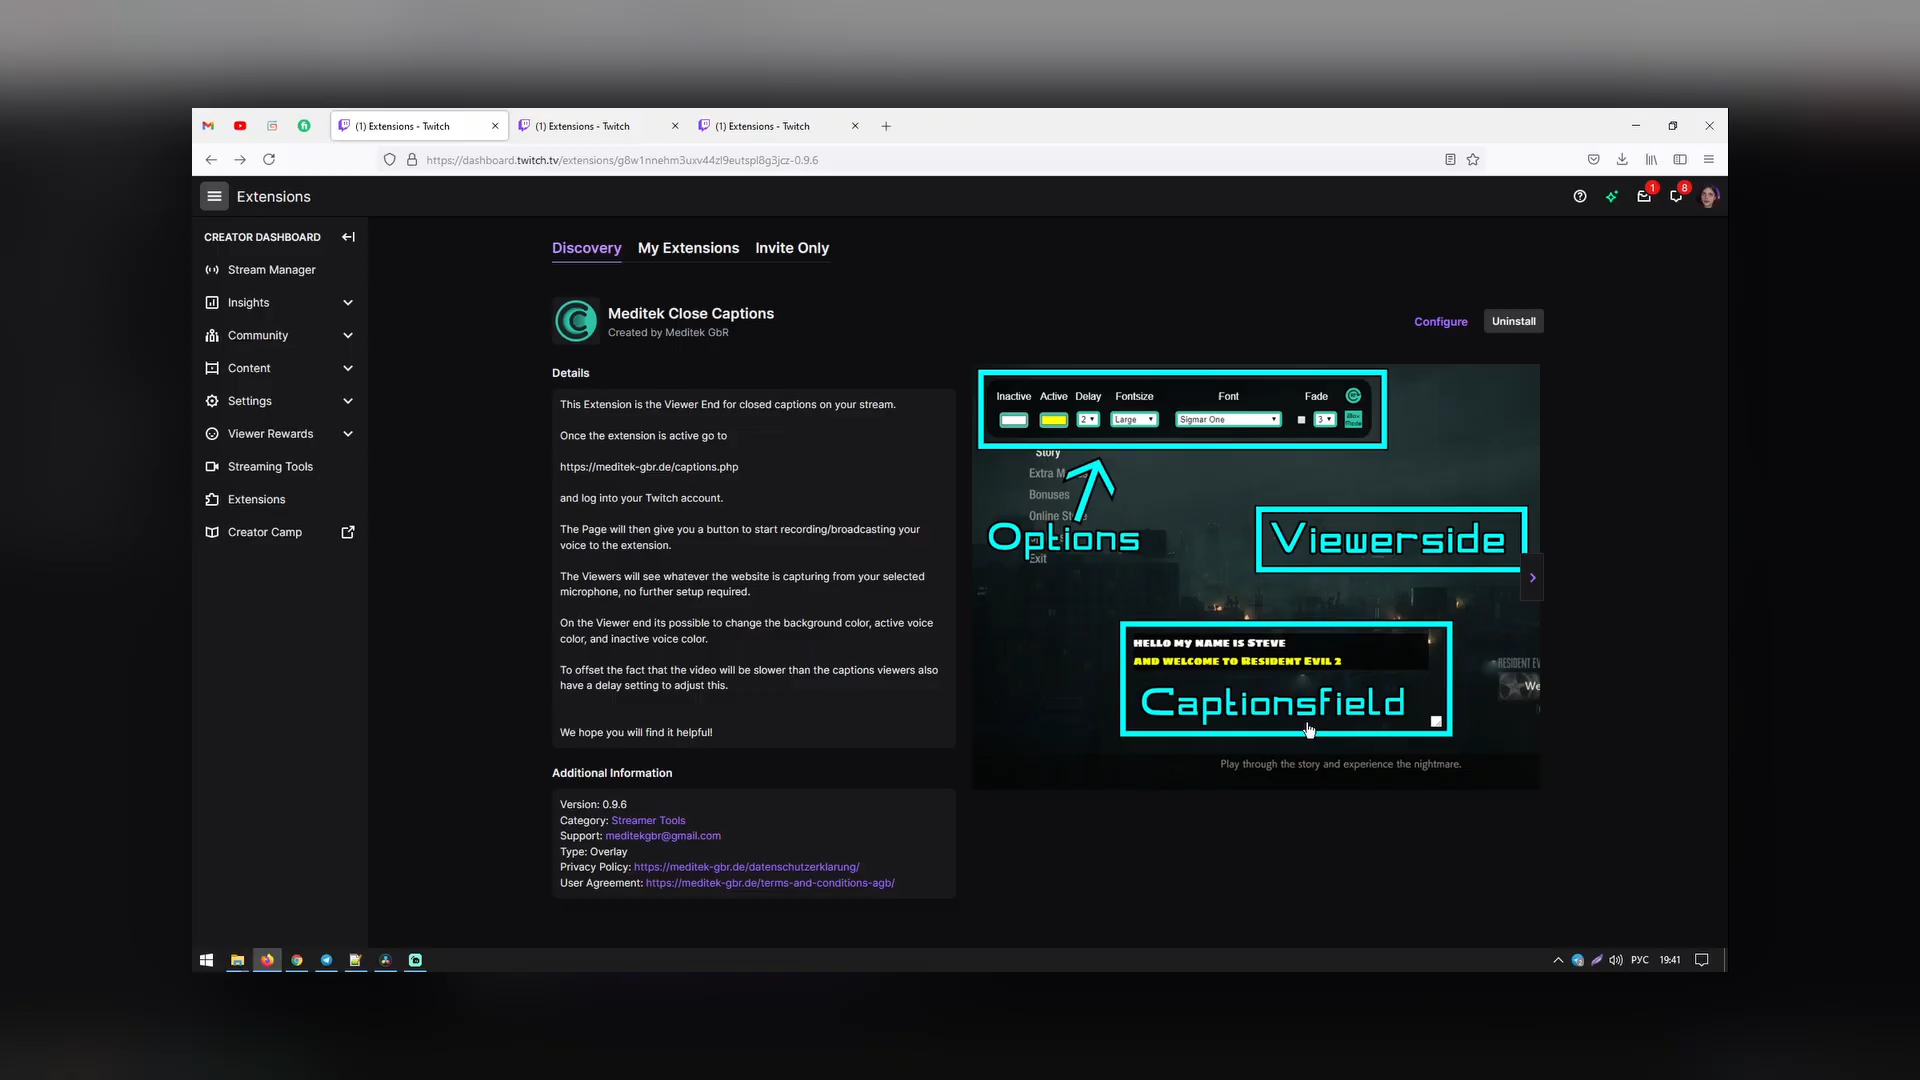 (1) Extensions - Twitch
(1) Extensions - Twitch
(1) Extensions - Twitch
https://dashboard.twitch.tv/extensions/g8w1nnehm3uxv44zl9eutspl8g3jcz-0.9.6
Extensions
1
8
CREATOR DASHBOARD
Stream Manager
Insights
Community
Content
Settings
Viewer Rewards
Streaming Tools
Extensions
Creator Camp
Discovery
My Extensions
Invite Only
Meditek Close Captions
Created by Meditek GbR
Configure
Uninstall
Details
This Extension is the Viewer End for closed captions on your stream.
Once the extension is active go to
https://meditek-gbr.de/captions.php
and log into your Twitch account.
The Page will then give you a button to start recording/broadcasting your
voice to the extension.
The Viewers will see whatever the website is capturing from your selected
microphone, no further setup required.
On the Viewer end its possible to change the background color, active voice
color, and inactive voice color.
To offset the fact that the video will be slower than the captions viewers also
have a delay setting to adjust this.
We hope you will find it helpful!
Additional Information
Version: 0.9.6
Category: Streamer Tools
Support: meditekgbr@gmail.com
Type: Overlay
Privacy Policy: https://meditek-gbr.de/datenschutzerklarung/
User Agreement: https://meditek-gbr.de/terms-and-conditions-agb/
Inactive Active Delay Fontsize Font Fade
2 Large Sigmar One 3
Story
Extra M
Bonuses
Online St
Exit
Options
Viewerside
HELLO MY NAME IS STEVE
AND WELCOME TO RESIDENT EVIL 2
Captionsfield
RESIDENT EV
We
Play through the story and experience the nightmare.
РУС
19:41